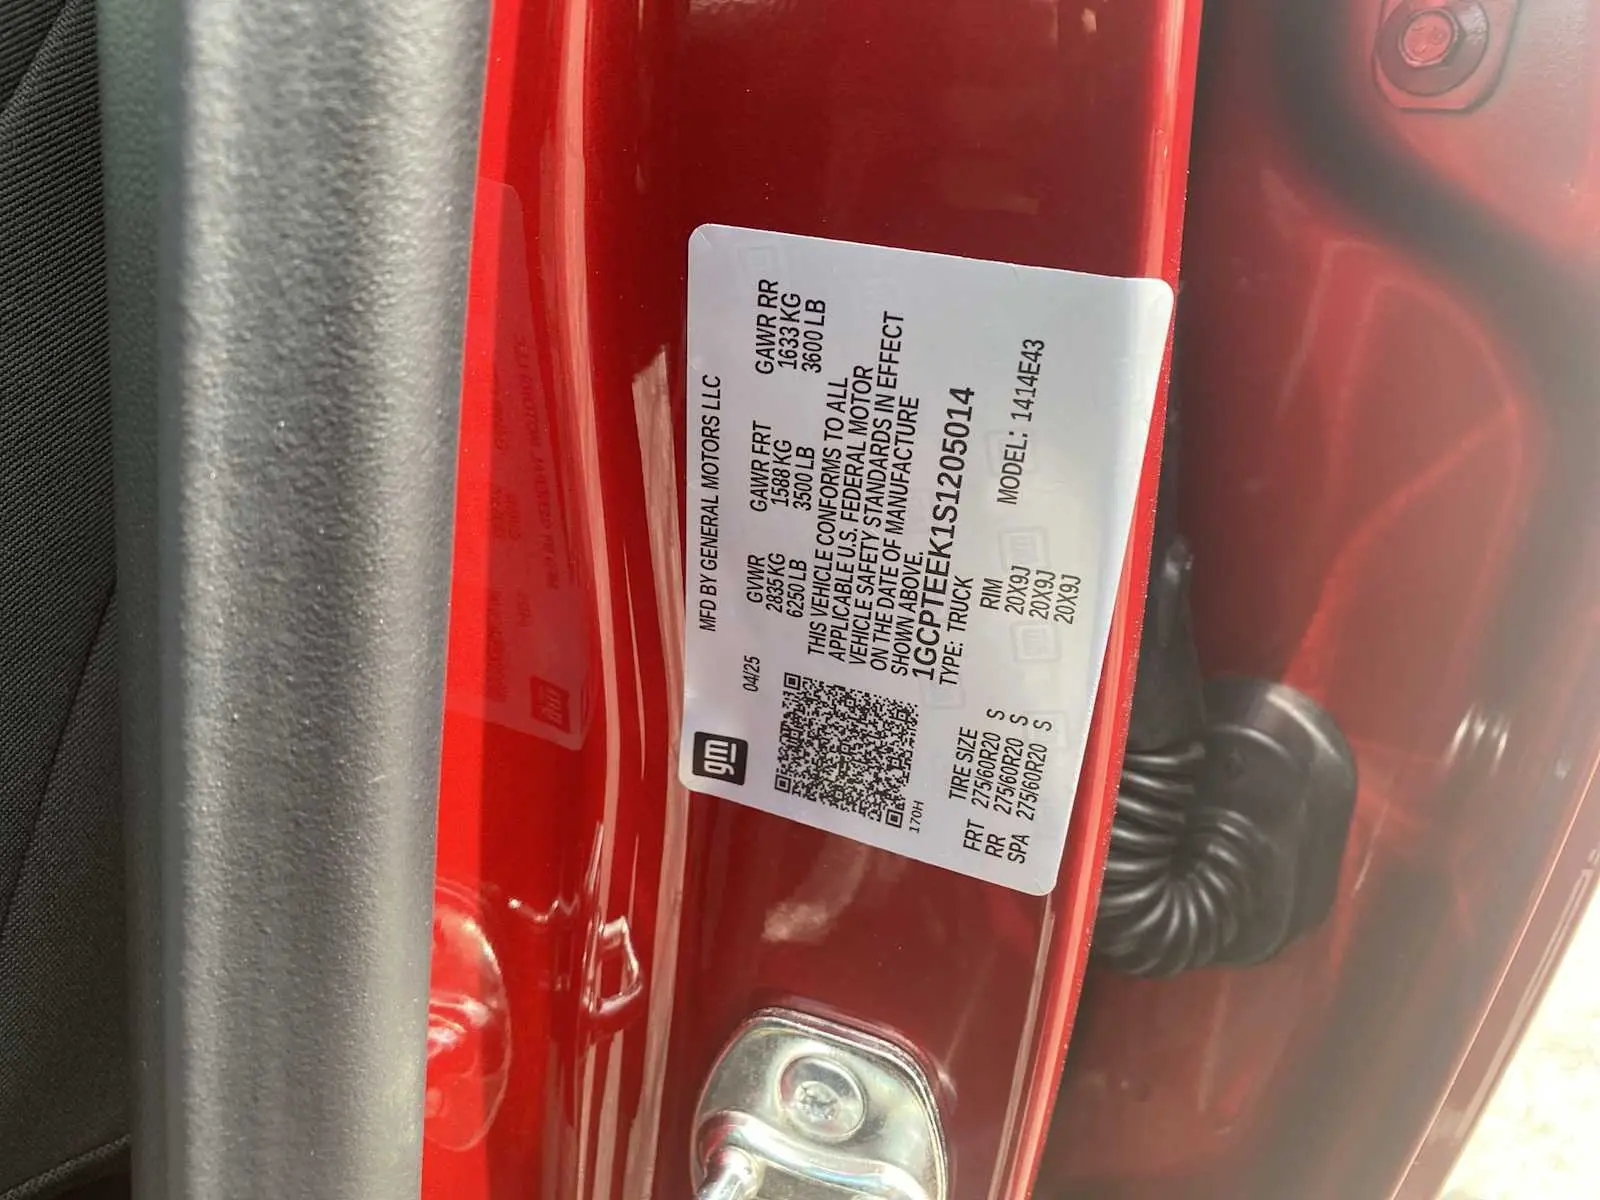 gm
MFD BY GENERAL MOTORS LLC
04/25
GVWR GAWR FRT GAWR RR
2835 KG 1588 KG 1633 KG
6250 LB 3500 LB 3600 LB
THIS VEHICLE CONFORMS TO ALL
APPLICABLE U.S. FEDERAL MOTOR
VEHICLE SAFETY STANDARDS IN EFFECT
ON THE DATE OF MANUFACTURE
SHOWN ABOVE.
1GCPTEEK1S1205014
TYPE: TRUCK
MODEL: 1414E43
170H
TIRE SIZE RIM
FRT 275/60R20 S 20X9J
RR 275/60R20 S 20X9J
SPA 275/60R20 S 20X9J